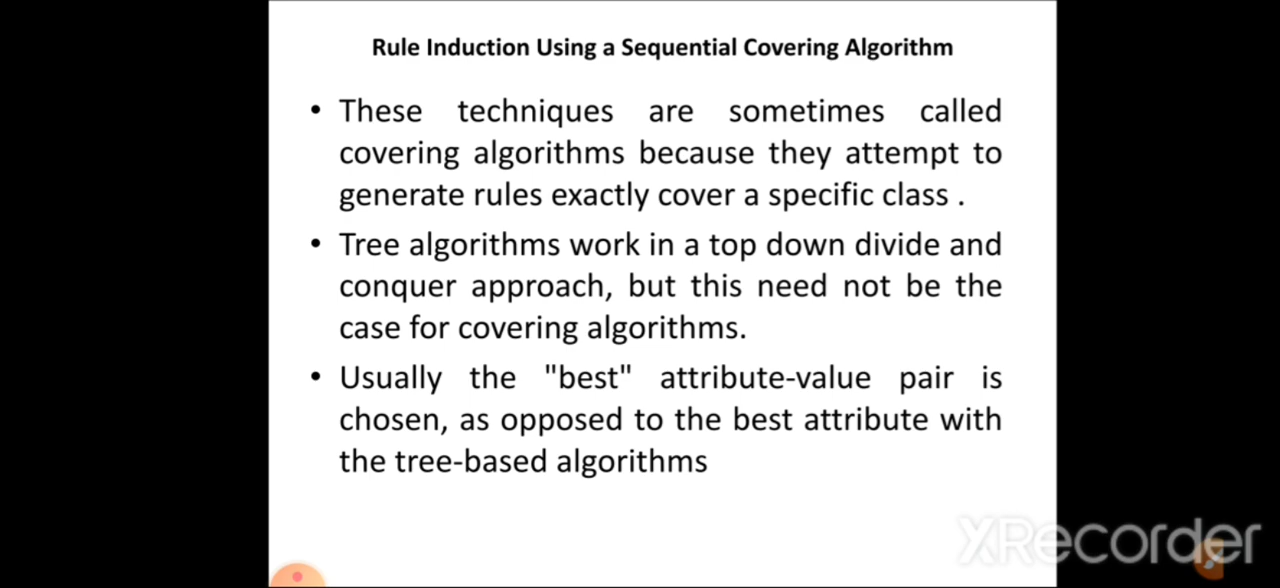 Rule Induction Using a Sequential Covering Algorithm
• These techniques are sometimes called
covering algorithms because they attempt to
generate rules exactly cover a specific class .
• Tree algorithms work in a top down divide and
conquer approach, but this need not be the
case for covering algorithms.
• Usually the "best" attribute-value pair is
chosen, as opposed to the best attribute with
the tree-based algorithms
XRecorder